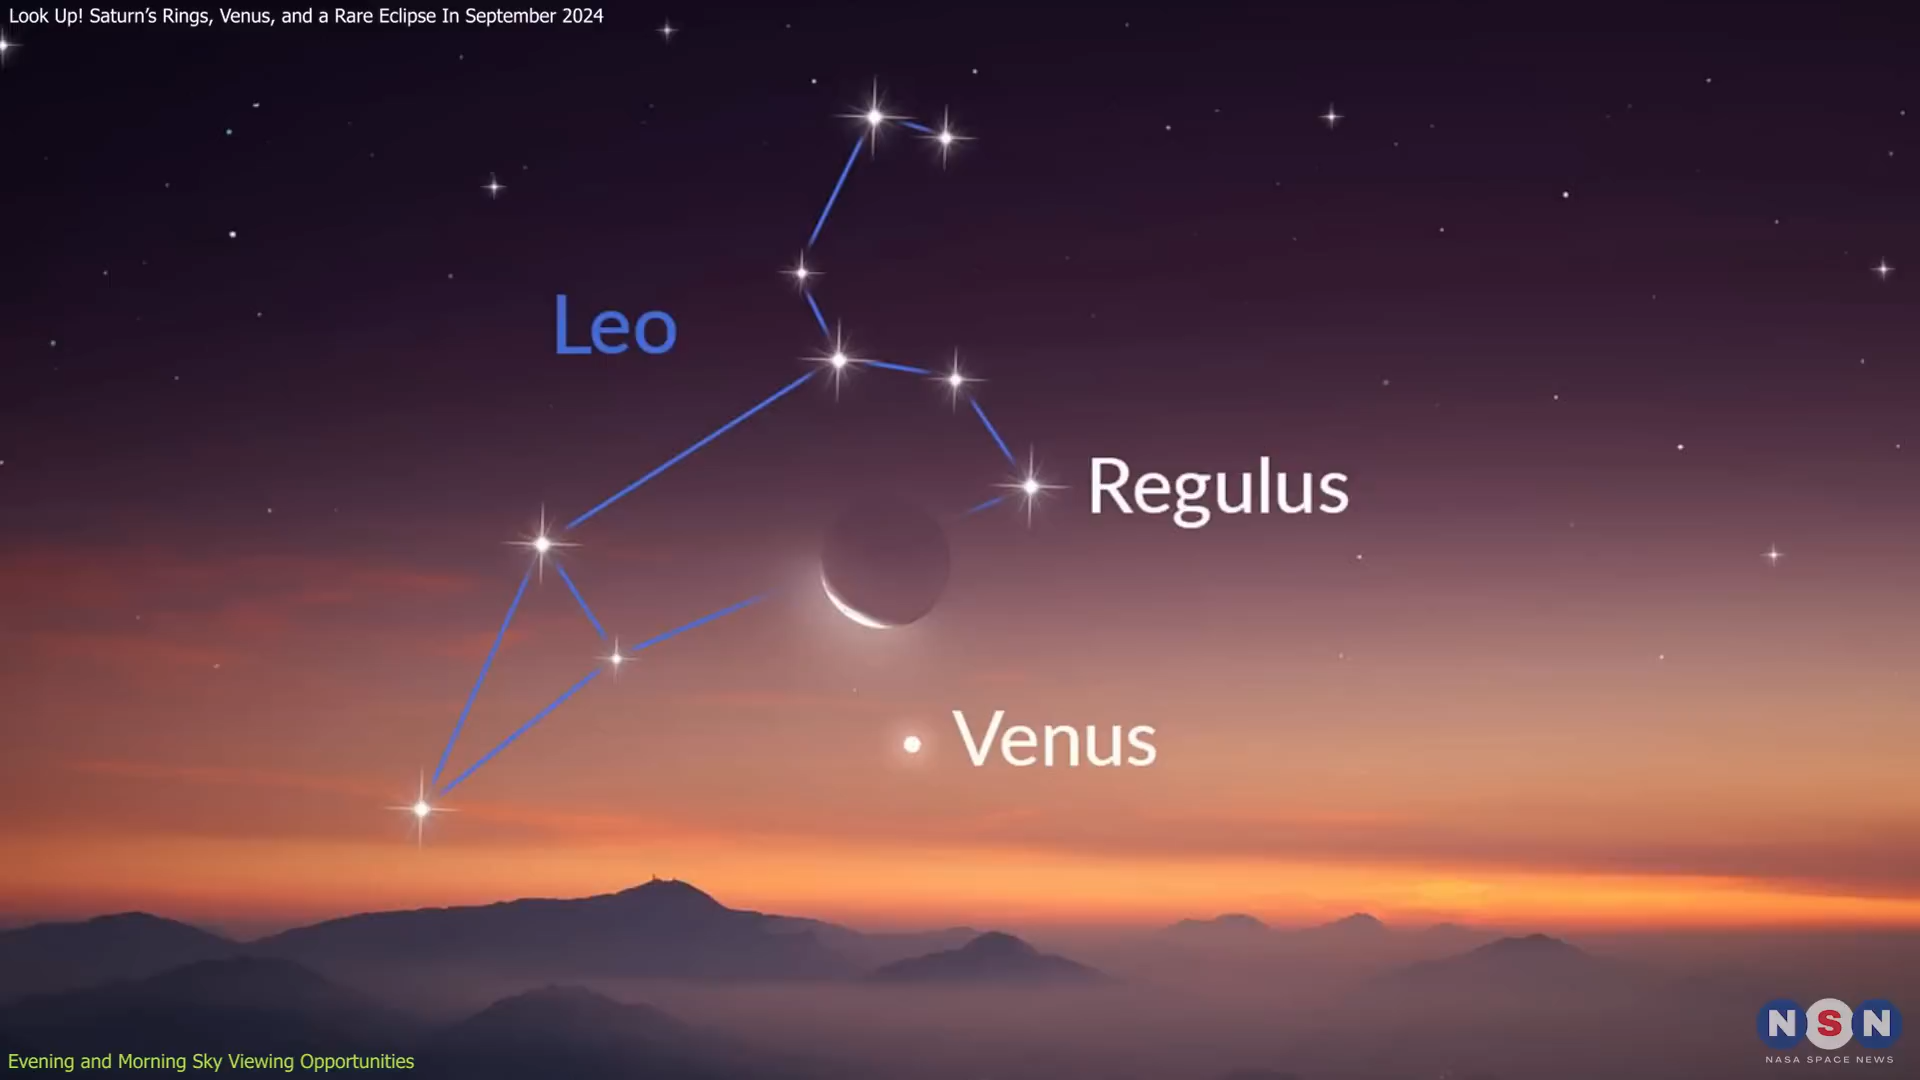 Look Up! Saturn’s Rings, Venus, and a Rare Eclipse In September 2024
Leo
Regulus
Venus
NSN
NASA SPACE NEWS
Evening and Morning Sky Viewing Opportunities